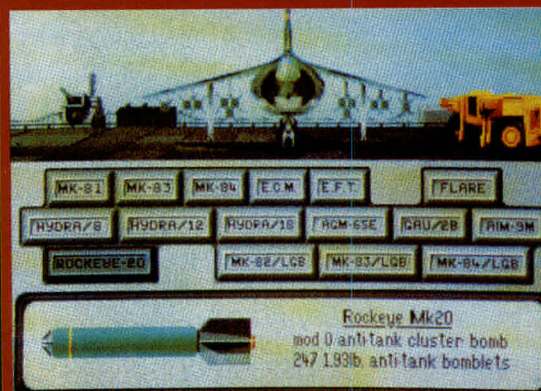 MK-81 MK-83 MK-84 E.C.M. E.F.T. FLARE
HYDRA/8 HYDRA/12 HYDRA/18 AGM-65E GAU/2B AIM-9M
ROCKEYE-20 MK-82/LGB MK-83/LGB MK-84/LGB
Rockeye Mk20
mod 0 anti-tank cluster bomb
247 1.93lb. anti-tank bomblets